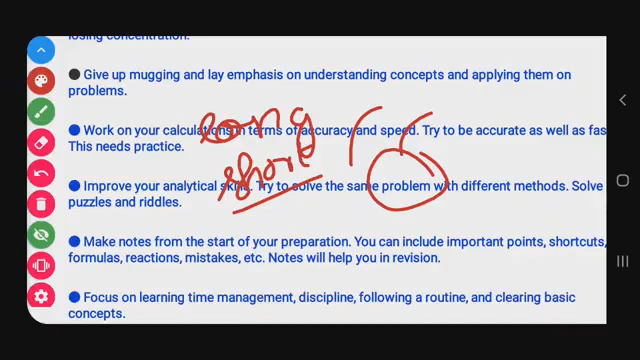 losing concentration.
Give up mugging and lay emphasis on understanding concepts and applying them on
problems.
long
Work on your calculations in terms of accuracy and speed. Try to be accurate as well as fas
This needs practice.
short
Improve your analytical skills. Try to solve the same problem with different methods. Solve
puzzles and riddles.
Make notes from the start of your preparation. You can include important points, shortcuts,
formulas, reactions, mistakes, etc. Notes will help you in revision.
Focus on learning time management, discipline, following a routine, and clearing basic
concepts.